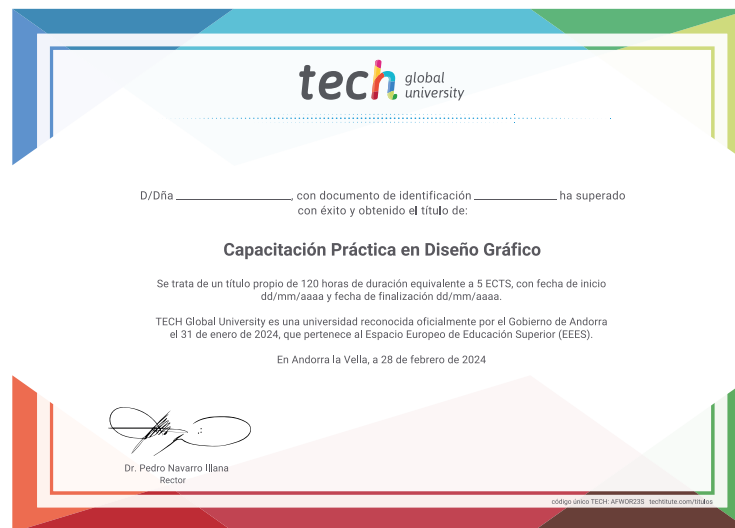 tech global
university
D/Dña ____________________, con documento de identificación ______________ ha superado
con éxito y obtenido el título de:
Capacitación Práctica en Diseño Gráfico
Se trata de un título propio de 120 horas de duración equivalente a 5 ECTS, con fecha de inicio
dd/mm/aaaa y fecha de finalización dd/mm/aaaa.
TECH Global University es una universidad reconocida oficialmente por el Gobierno de Andorra
el 31 de enero de 2024, que pertenece al Espacio Europeo de Educación Superior (EEES).
En Andorra la Vella, a 28 de febrero de 2024
Dr. Pedro Navarro Illana
Rector
código único TECH: AFWOR23S techtitute.com/titulos